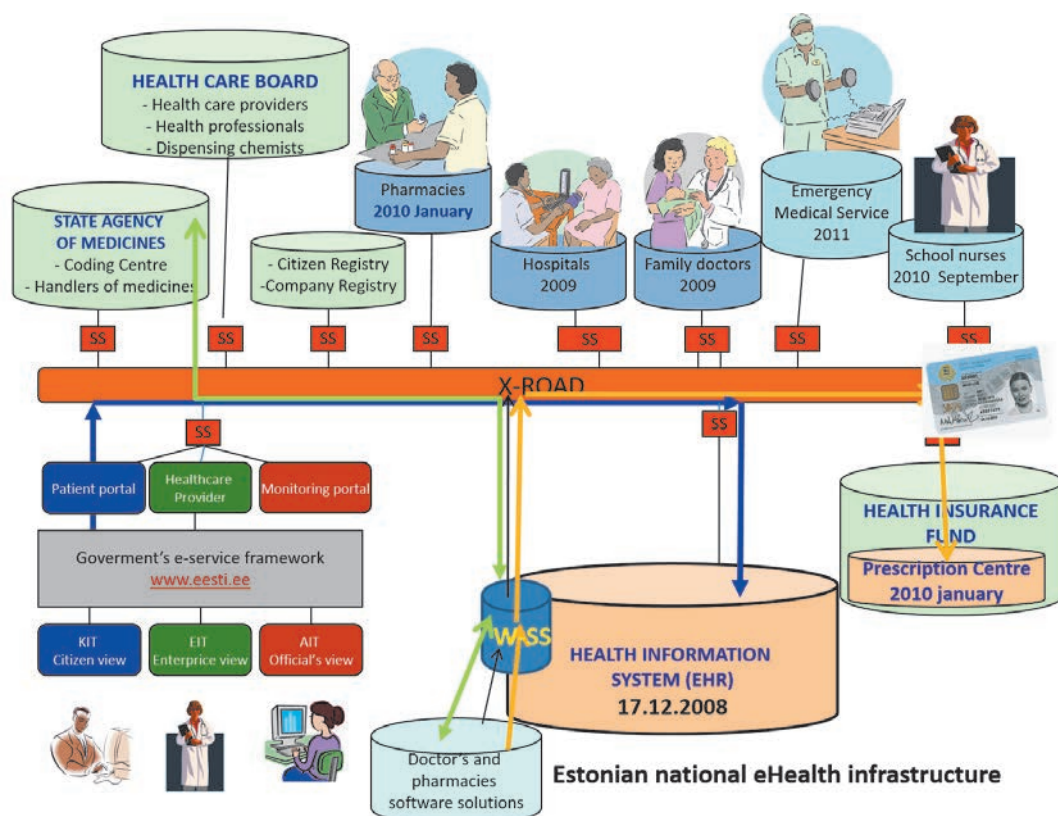 HEALTH CARE BOARD
- Health care providers
- Health professionals
- Dispensing chemists
Pharmacies
2010 January
Emergency
Medical Service
2011
STATE AGENCY
OF MEDICINES
- Coding Centre
- Handlers of medicines
- Citizen Registry
-Company Registry
Hospitals
2009
Family doctors
2009
School nurses
2010 September
SS
SS
SS
SS
SS
SS
SS
SS
X-ROAD
SS
SS
Patient portal
Healthcare
Provider
Monitoring portal
Goverment's e-service framework
www.eesti.ee
KIT
Citizen view
EIT
Enterprice view
AIT
Official's view
HEALTH INSURANCE
FUND
Prescription Centre
2010 january
HEALTH INFORMATION
SYSTEM (EHR)
17.12.2008
Doctor's and
pharmacies
software solutions
Estonian national eHealth infrastructure